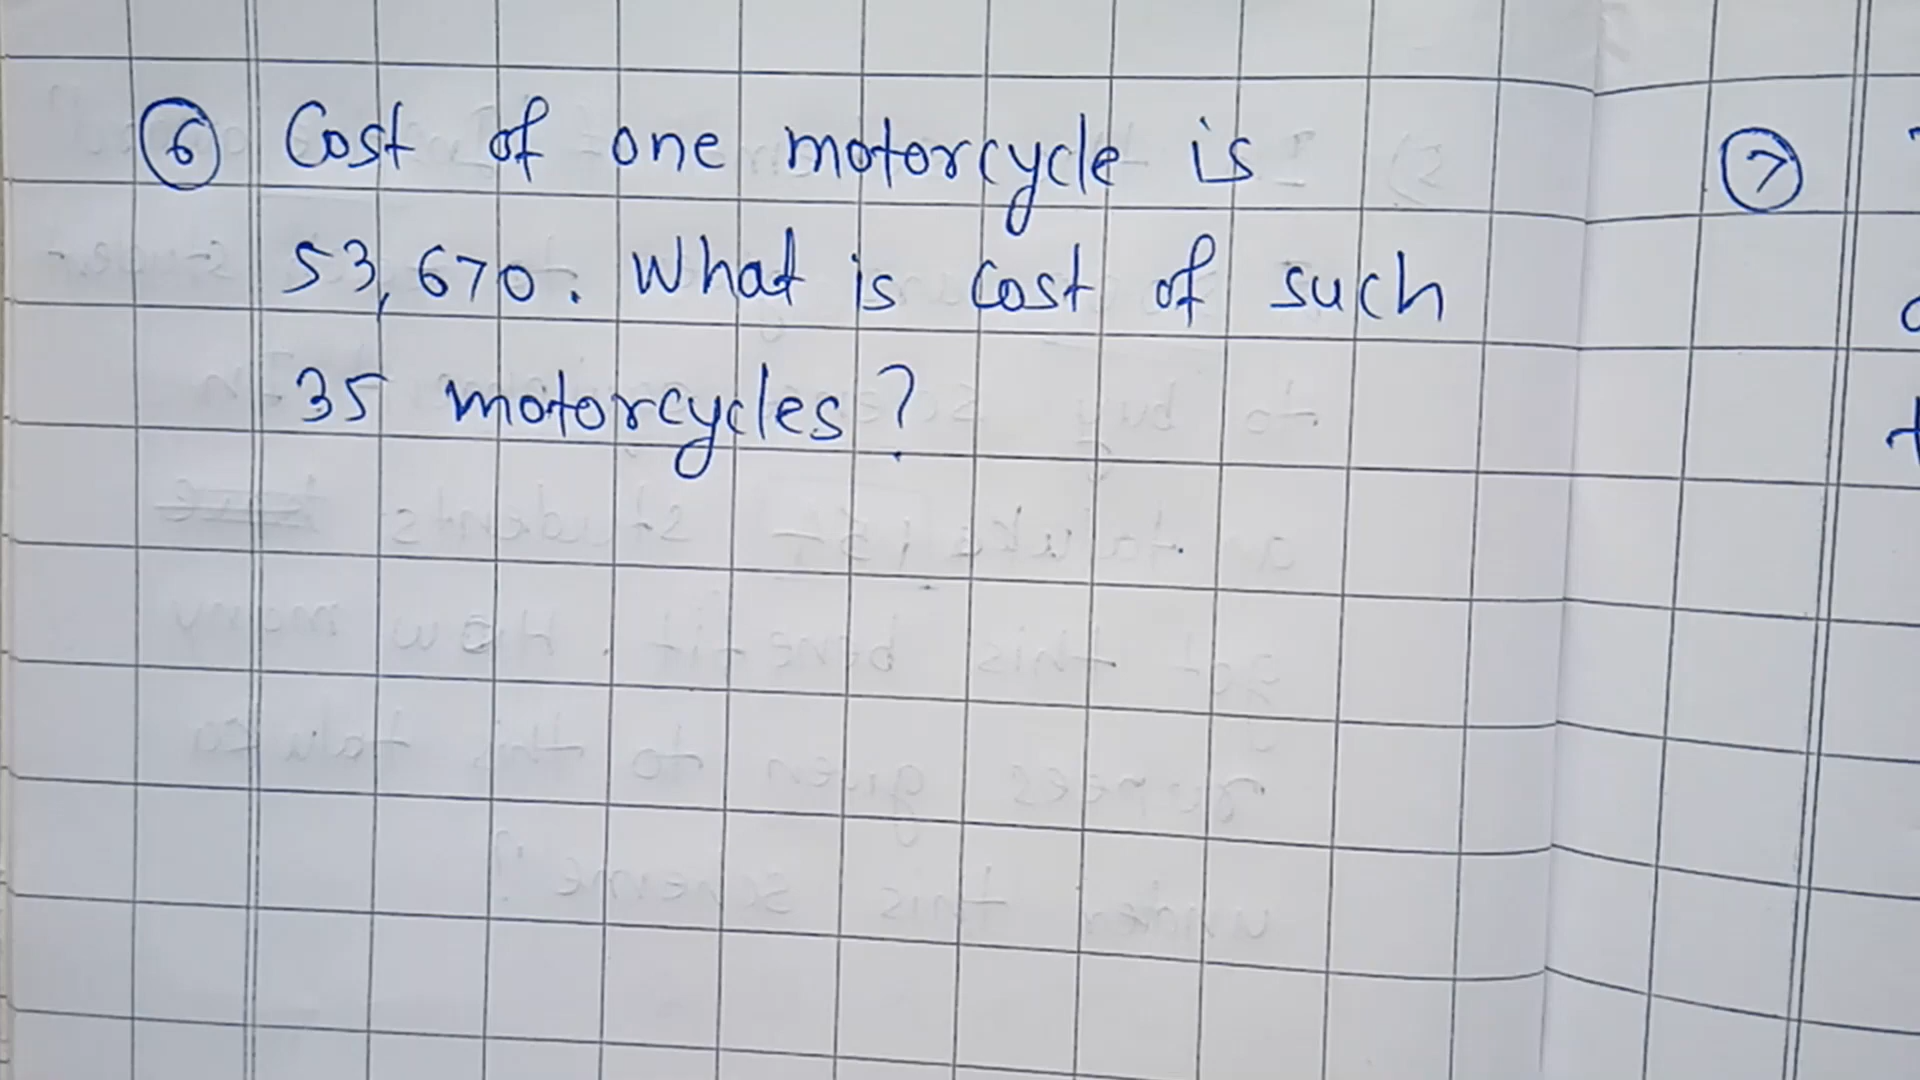 6 Cost of one motorcycle is
53,670. What is cost of such
35 motorcycles?
7